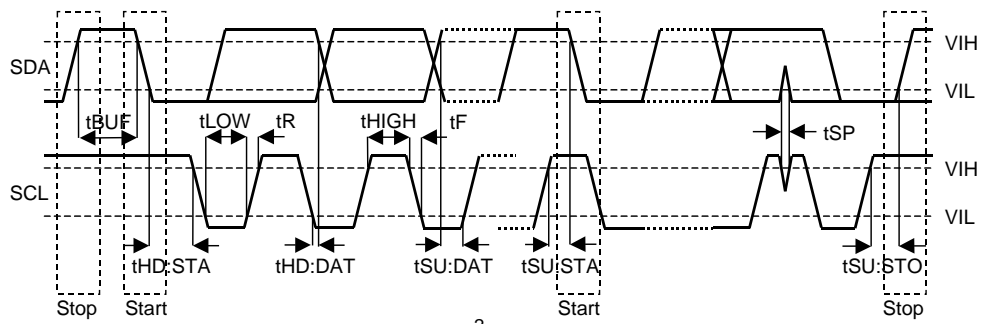 VIH
SDA
VIL
tBUF tLOW tR tHIGH tF tSP
VIH
SCL
VIL
tHD:STA tHD:DAT tSU:DAT tSU:STA tSU:STO
Stop Start Start Stop